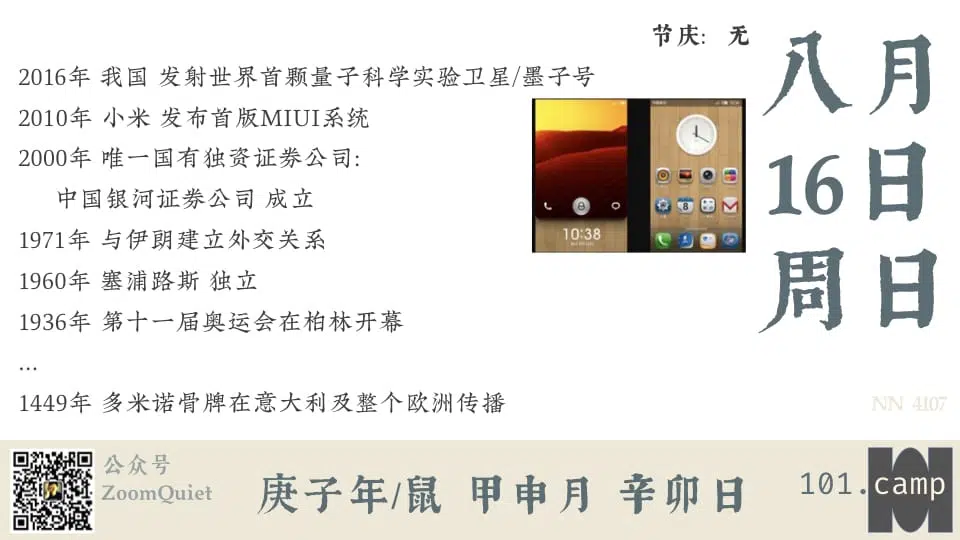 节庆: 无
2016年 我国 发射世界首颗量子科学实验卫星/墨子号
2010年 小米 发布首版MIUI系统
2000年 唯一国有独资证券公司:
中国银河证券公司 成立
1971年 与伊朗建立外交关系
1960年 塞浦路斯 独立
1936年 第十一届奥运会在柏林开幕
...
1449年 多米诺骨牌在意大利及整个欧洲传播
10:38
8
八月
16日
周日
NN 4107
公众号
ZoomQuiet
庚子年/鼠 甲申月 辛卯日
101.camp